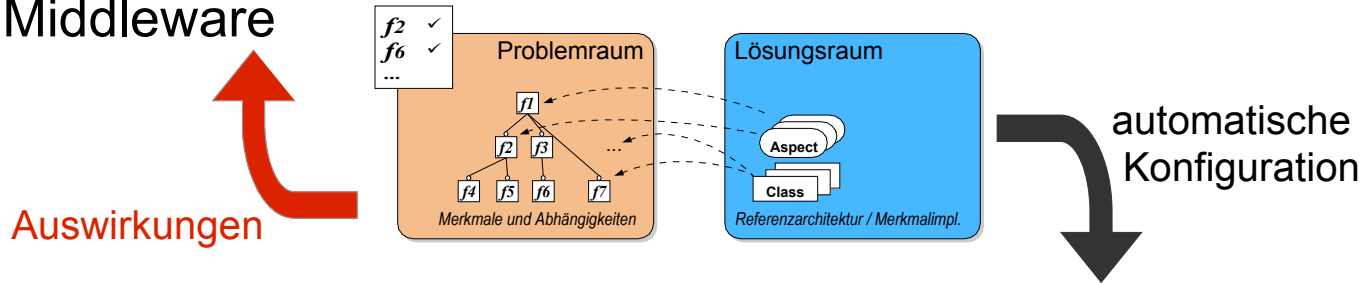 Middleware
f2 ✓
f6 ✓
...
Problemraum
Lösungsraum
f1
f2 f3 ...
f4 f5 f6 f7
Merkmale und Abhängigkeiten
Aspect
Class
Referenzarchitektur / Merkmalimpl.
automatische
Konfiguration
Auswirkungen